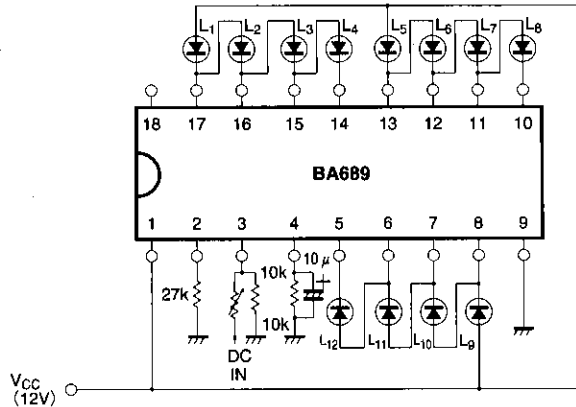 L1 L2 L3 L4 L5 L6 L7 L8
18 17 16 15 14 13 12 11 10
BA689
1 2 3 4 5 6 7 8 9
10k 10 μ +
27k
10k
L12 L11 L10 L9
DC
IN
VCC
(12V)